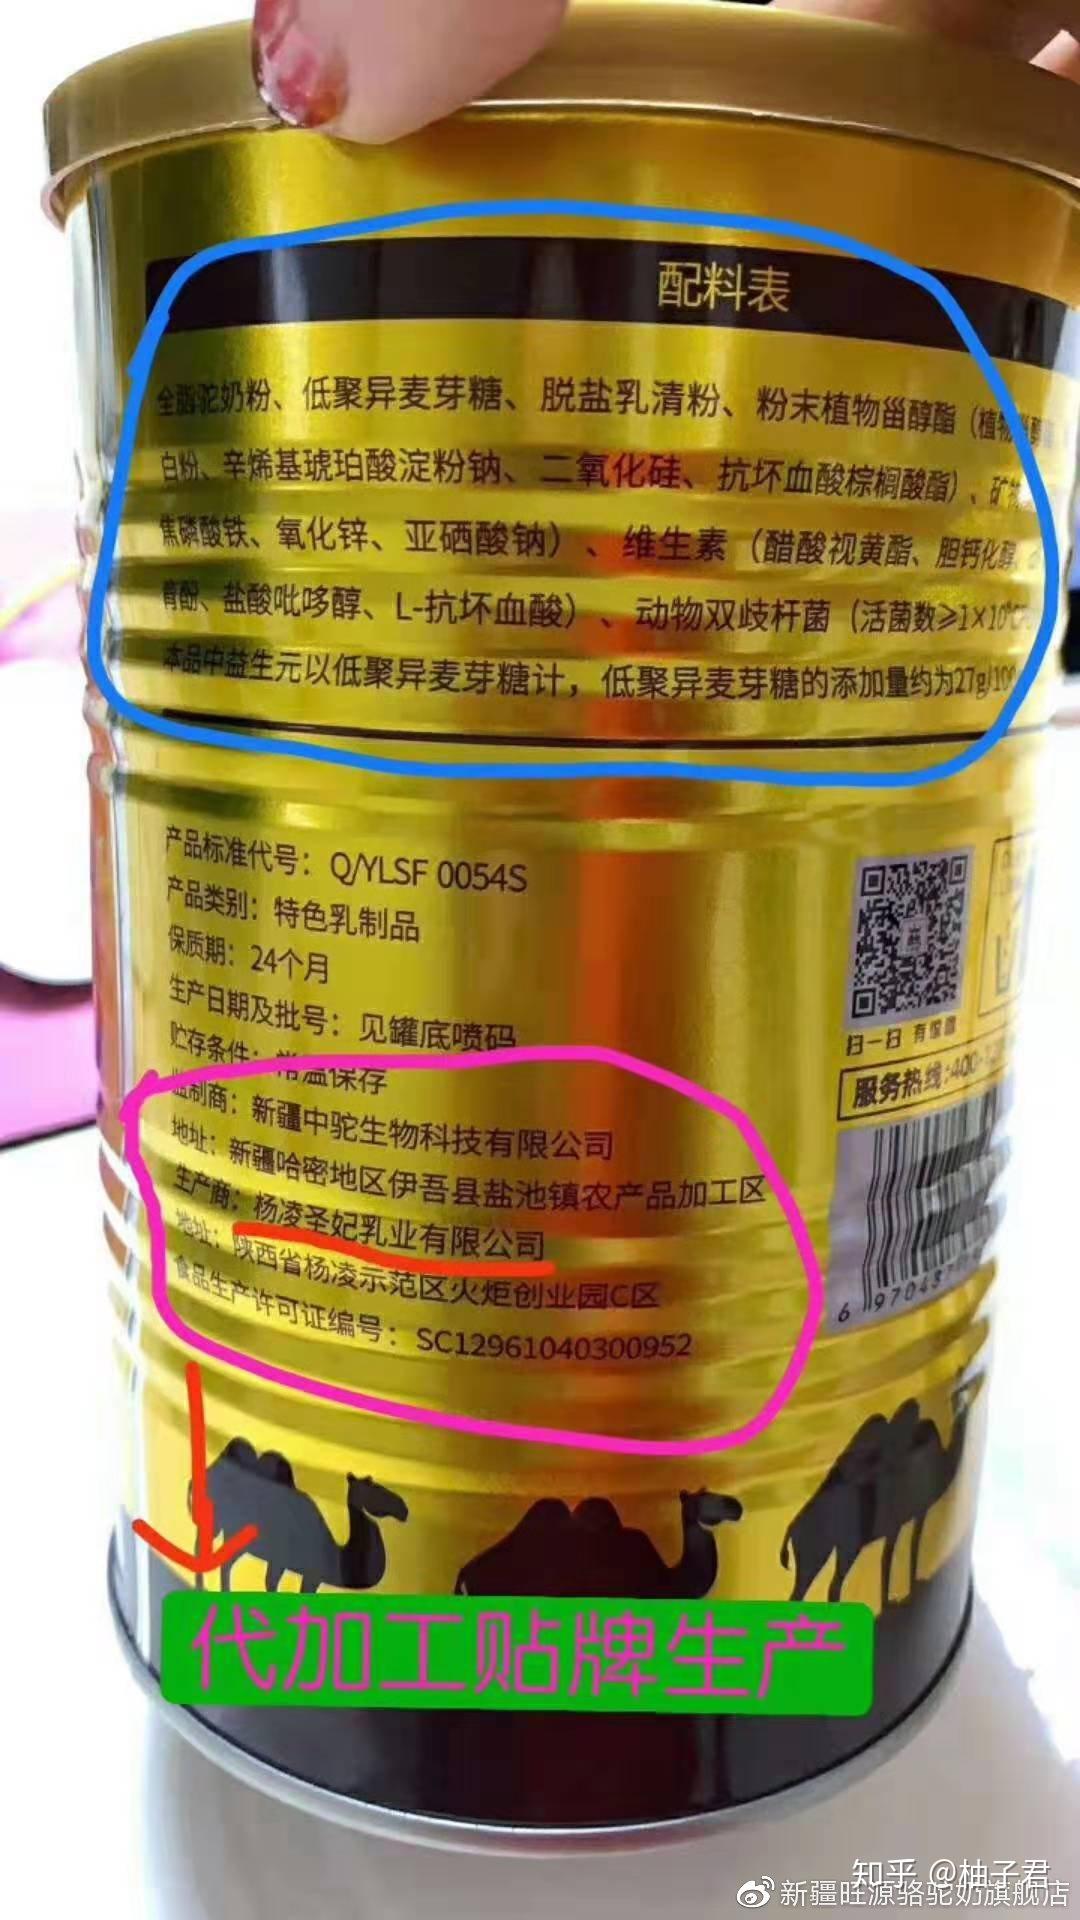 配料表
全脂驼奶粉、低聚异麦芽糖、脱盐乳清粉、粉末植物甾醇酯（植物甾醇
白粉、辛烯基琥珀酸淀粉钠、二氧化硅、抗坏血酸棕榈酸酯）、矿物
焦磷酸铁、氧化锌、亚硒酸钠）、维生素（醋酸视黄酯、胆钙化醇、
育酚、盐酸吡哆醇、L-抗坏血酸）、动物双歧杆菌（活菌数≥1×10
本品中益生元以低聚异麦芽糖计，低聚异麦芽糖的添加量约为27g/100
产品标准代号：Q/YLSF 0054S
产品类别：特色乳制品
保质期：24个月
生产日期及批号：见罐底喷码
贮存条件：常温保存
监制商：新疆中驼生物科技有限公司
地址：新疆哈密地区伊吾县盐池镇农产品加工区
生产商：杨凌圣妃乳业有限公司
地址：陕西省杨凌示范区火炬创业园C区
食品生产许可证编号：SC12961040300952
扫一扫 有惊喜
服务热线:400-
6 97043
代加工贴牌生产
知乎 @柚子君
新疆旺源骆驼奶旗舰店